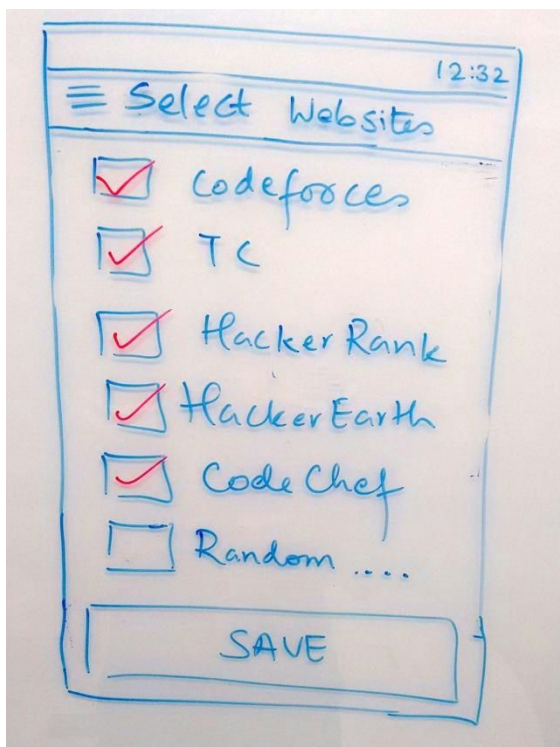 12:32
Select Websites
Codeforces
TC
HackerRank
HackerEarth
CodeChef
Random ....
SAVE